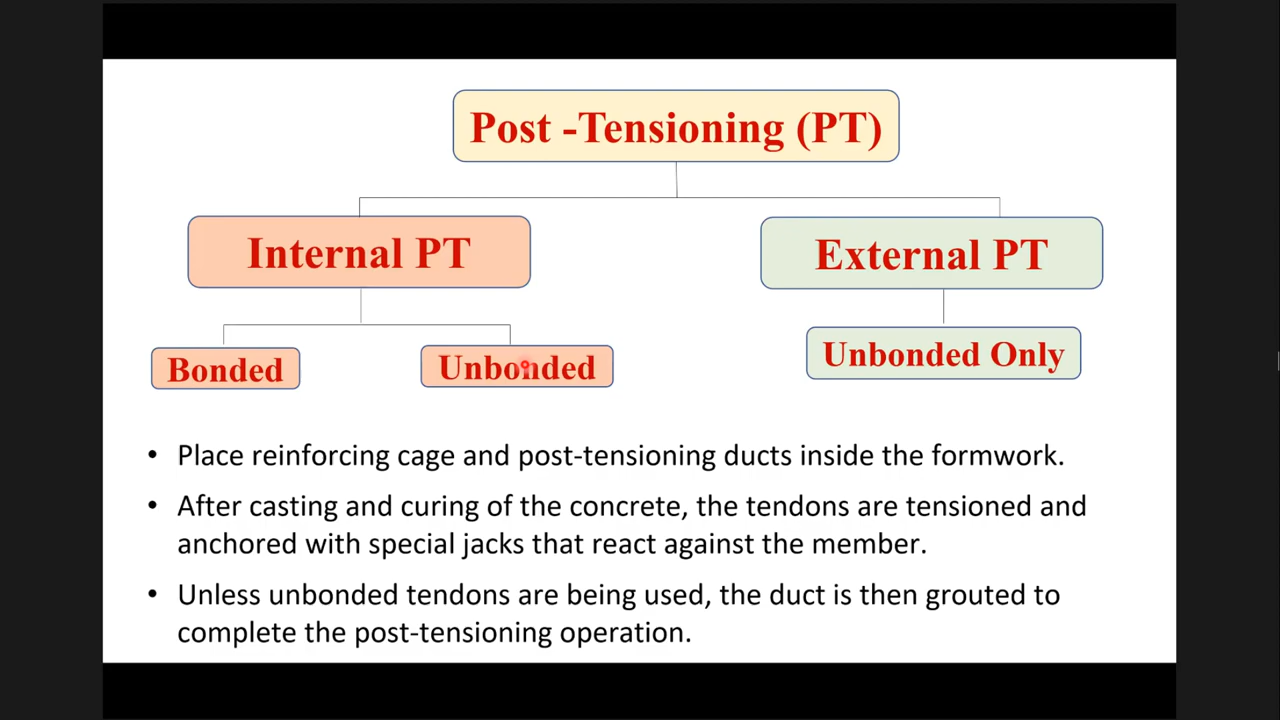 Post -Tensioning (PT)
Internal PT
External PT
Bonded
Unbonded
Unbonded Only
• Place reinforcing cage and post-tensioning ducts inside the formwork.
• After casting and curing of the concrete, the tendons are tensioned and
anchored with special jacks that react against the member.
• Unless unbonded tendons are being used, the duct is then grouted to
complete the post-tensioning operation.